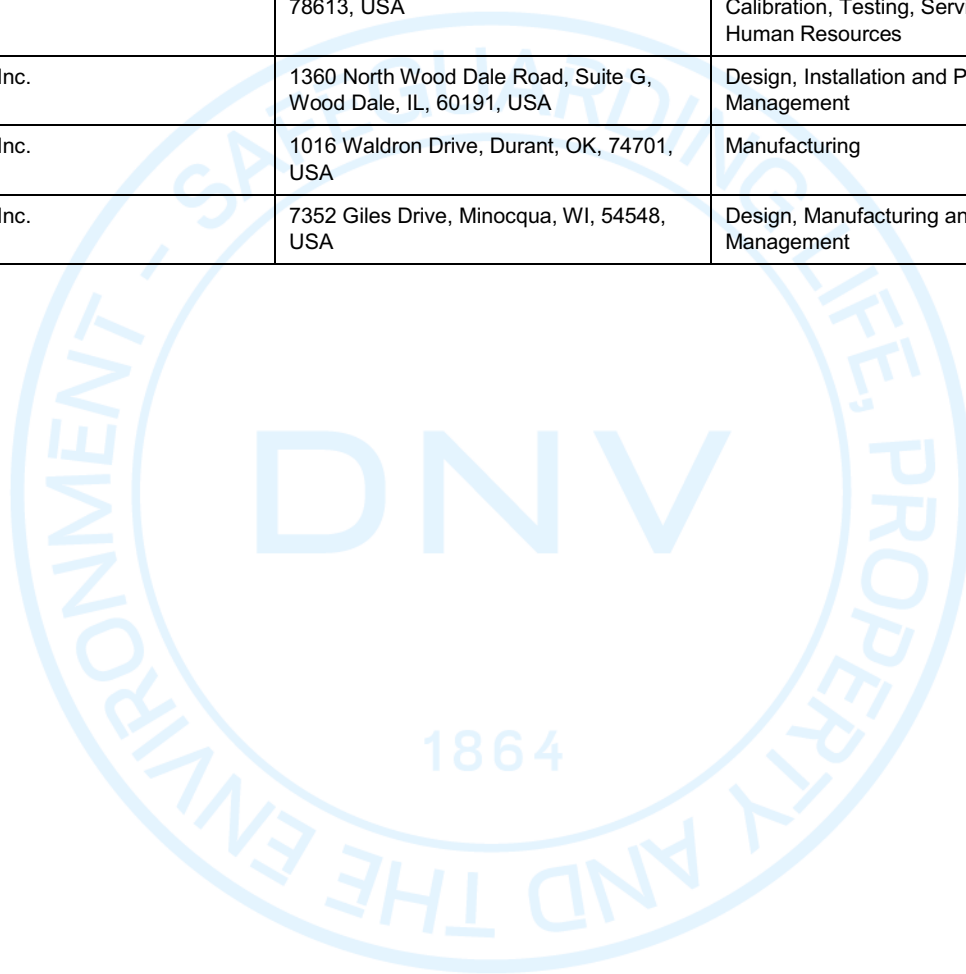 78613, USA
Calibration, Testing,
Human Resources
Inc.
1360 North Wood Dale Road, Suite G,
Wood Dale, IL, 60191, USA
Design, Installation and
Management
Inc.
1016 Waldron Drive, Durant, OK, 74701,
USA
Manufacturing
Inc.
7352 Giles Drive, Minocqua, WI, 54548,
USA
Design, Manufacturing
Management
SAFEGUARDING LIFE, PROPERTY AND THE ENVIRONMENT -
DNV
1864